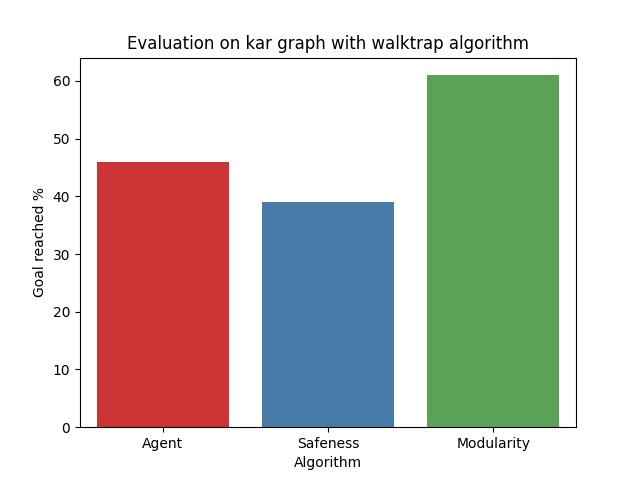 Evaluation on kar graph with walktrap algorithm
60
50
40
30
20
10
0
Goal reached %
Agent Safeness Modularity
Algorithm